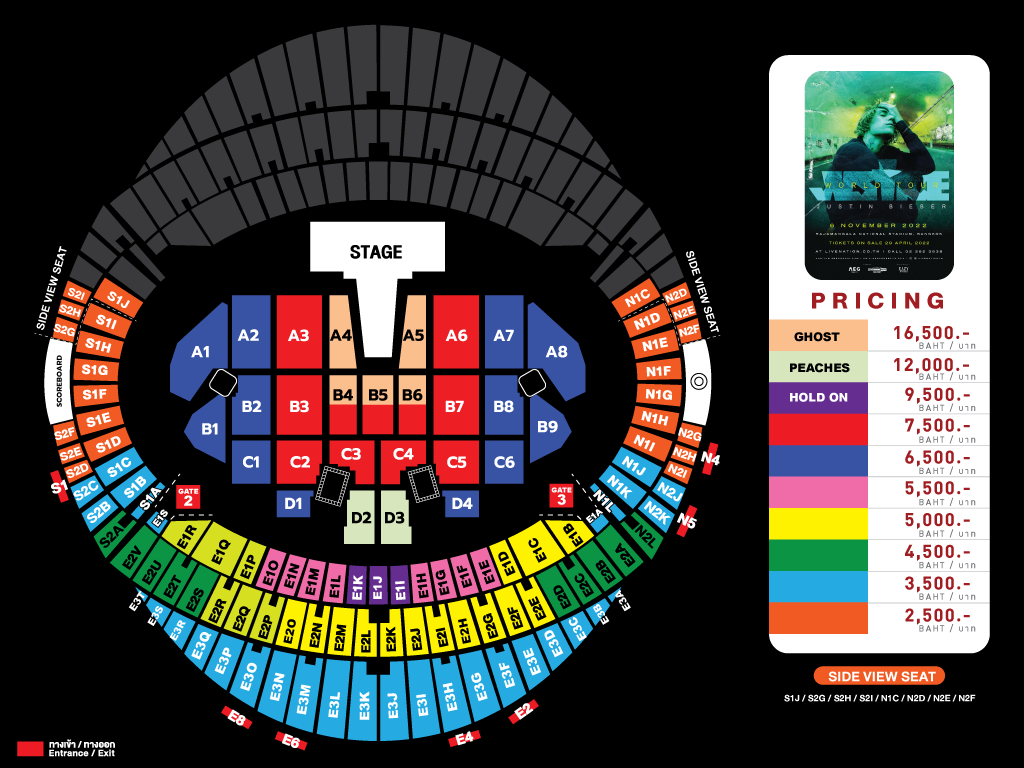 STAGE
SIDE VIEW SEAT
SIDE VIEW SEAT
S2I
S2H
S2G
SCOREBOARD
S2F
S2E
S2D
S2C
S2B
S2A
S1
S1J
S1I
S1H
S1G
S1F
S1E
S1D
S1C
S1B
S1A
N2D
N2E
N2F
N2G
N2H
N2I
N2J
N2K
N2L
N4
N5
N1C
N1D
N1E
N1F
N1G
N1H
N1I
N1J
N1K
N1L
A1 A2 A3 A4 A5 A6 A7 A8
B1 B2 B3 B4 B5 B6 B7 B8 B9
C1 C2 C3 C4 C5 C6
D1 D2 D3 D4
GATE
2
GATE
3
E1S E1R E1Q E1P E1O E1N E1M E1L E1K E1J E1I E1H E1G E1F E1E E1D E1C E1B E1A
E2V E2U E2T E2S E2R E2Q E2P E2O E2N E2M E2L E2K E2J E2I E2H E2G E2F E2E E2D E2C E2B E2A
E3T E3S E3R E3Q E3P E3O E3N E3M E3L E3K E3J E3I E3H E3G E3F E3E E3D E3C E3B E3A
E8
E6
E4
E2
ทางเข้า / ทางออก
Entrance / Exit
WORLD TOUR
JUSTIN BIEBER
6 NOVEMBER 2022
RAJAMANGALA NATIONAL STADIUM, BANGKOK
TICKETS ON SALE 20 APRIL 2022
AT LIVENATION.CO.TH | CALL 02 262 3838
AEG
PRICING
GHOST 16,500.-
BAHT / บาท
PEACHES 12,000.-
BAHT / บาท
HOLD ON 9,500.-
BAHT / บาท
7,500.-
BAHT / บาท
6,500.-
BAHT / บาท
5,500.-
BAHT / บาท
5,000.-
BAHT / บาท
4,500.-
BAHT / บาท
3,500.-
BAHT / บาท
2,500.-
BAHT / บาท
SIDE VIEW SEAT
S1J / S2G / S2H / S2I / N1C / N2D / N2E / N2F